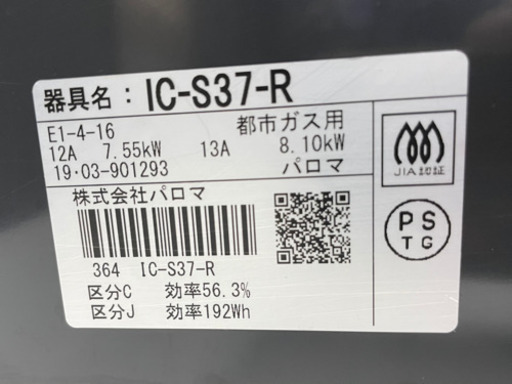 器具名：IC-S37-R
E1-4-16 都市ガス用
12A 7.55kW 13A 8.10kW
19・03-901293 パロマ
株式会社パロマ
364 IC-S37-R
区分C 効率56.3%
区分J 効率192Wh
JIA認証
PS
TG